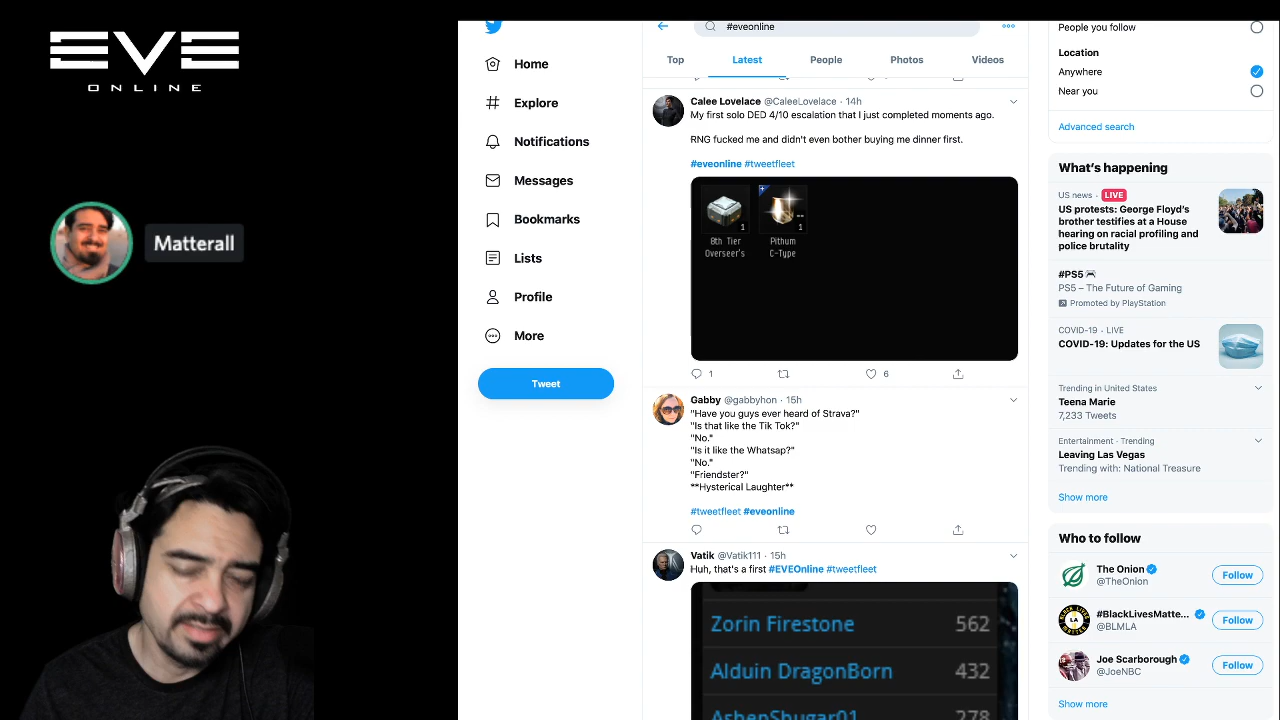 EVE
ONLINE
Matterall
Home
Explore
Notifications
Messages
Bookmarks
Lists
Profile
More
Tweet
#eveonline
Top
Latest
People
Photos
Videos
Calee Lovelace @CaleeLovelace · 14h
My first solo DED 4/10 escalation that I just completed moments ago.
RNG fucked me and didn't even bother buying me dinner first.
#eveonline #tweetfleet
1
1
8th Tier
Overseer's
Pithum
C-Type
1
6
Gabby @gabbyhon · 15h
"Have you guys ever heard of Strava?"
"Is that like the Tik Tok?"
"No."
"Is it like the Whatsap?"
"No."
"Friendster?"
**Hysterical Laughter**
#tweetfleet #eveonline
Vatik @Vatik111 · 15h
Huh, that's a first #EVEOnline #tweetfleet
Zorin Firestone 562
Alduin DragonBorn 432
AshenShugar01 278
People you follow
Location
Anywhere
Near you
Advanced search
What's happening
US news · LIVE
US protests: George Floyd's
brother testifies at a House
hearing on racial profiling and
police brutality
#PS5
PS5 – The Future of Gaming
Promoted by PlayStation
COVID-19 · LIVE
COVID-19: Updates for the US
Trending in United States
Teena Marie
7,233 Tweets
Entertainment · Trending
Leaving Las Vegas
Trending with: National Treasure
Show more
Who to follow
The Onion
@TheOnion
Follow
#BlackLivesMatte...
@BLMLA
Follow
Joe Scarborough
@JoeNBC
Follow
Show more